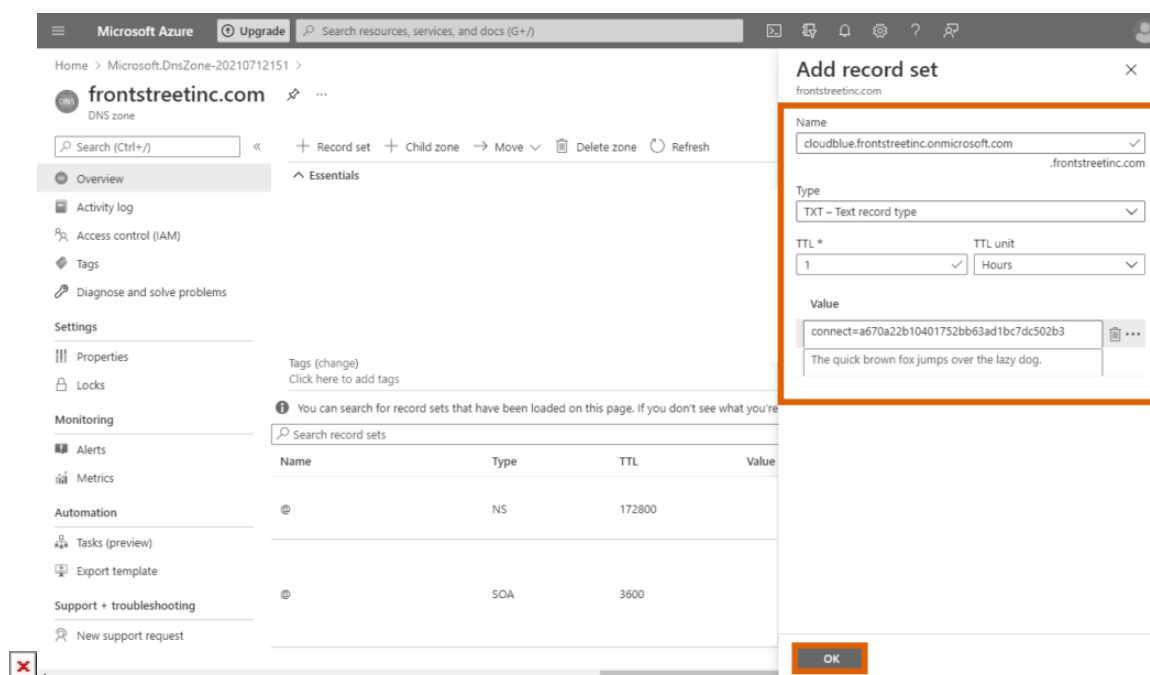 Microsoft Azure
Upgrade
Search resources, services, and docs (G+/)
Home > Microsoft.DnsZone-20210712151 >
DNS
frontstreetinc.com
...
DNS zone
Search (Ctrl+/)
«
+ Record set
+ Child zone
→ Move
Delete zone
Refresh
Overview
Activity log
Access control (IAM)
Tags
Diagnose and solve problems
Settings
Properties
Locks
Monitoring
Alerts
Metrics
Automation
Tasks (preview)
Export template
Support + troubleshooting
New support request
Essentials
Tags (change)
Click here to add tags
You can search for record sets that have been loaded on this page. If you don't see what you're
Search record sets
Name Type TTL Value
@ NS 172800
@ SOA 3600
Add record set
frontstreetinc.com
Name
cloudblue.frontstreetinc.onmicrosoft.com
.frontstreetinc.com
Type
TXT – Text record type
TTL * TTL unit
1 Hours
Value
connect=a670a22b10401752bb63ad1bc7dc502b3
The quick brown fox jumps over the lazy dog.
OK